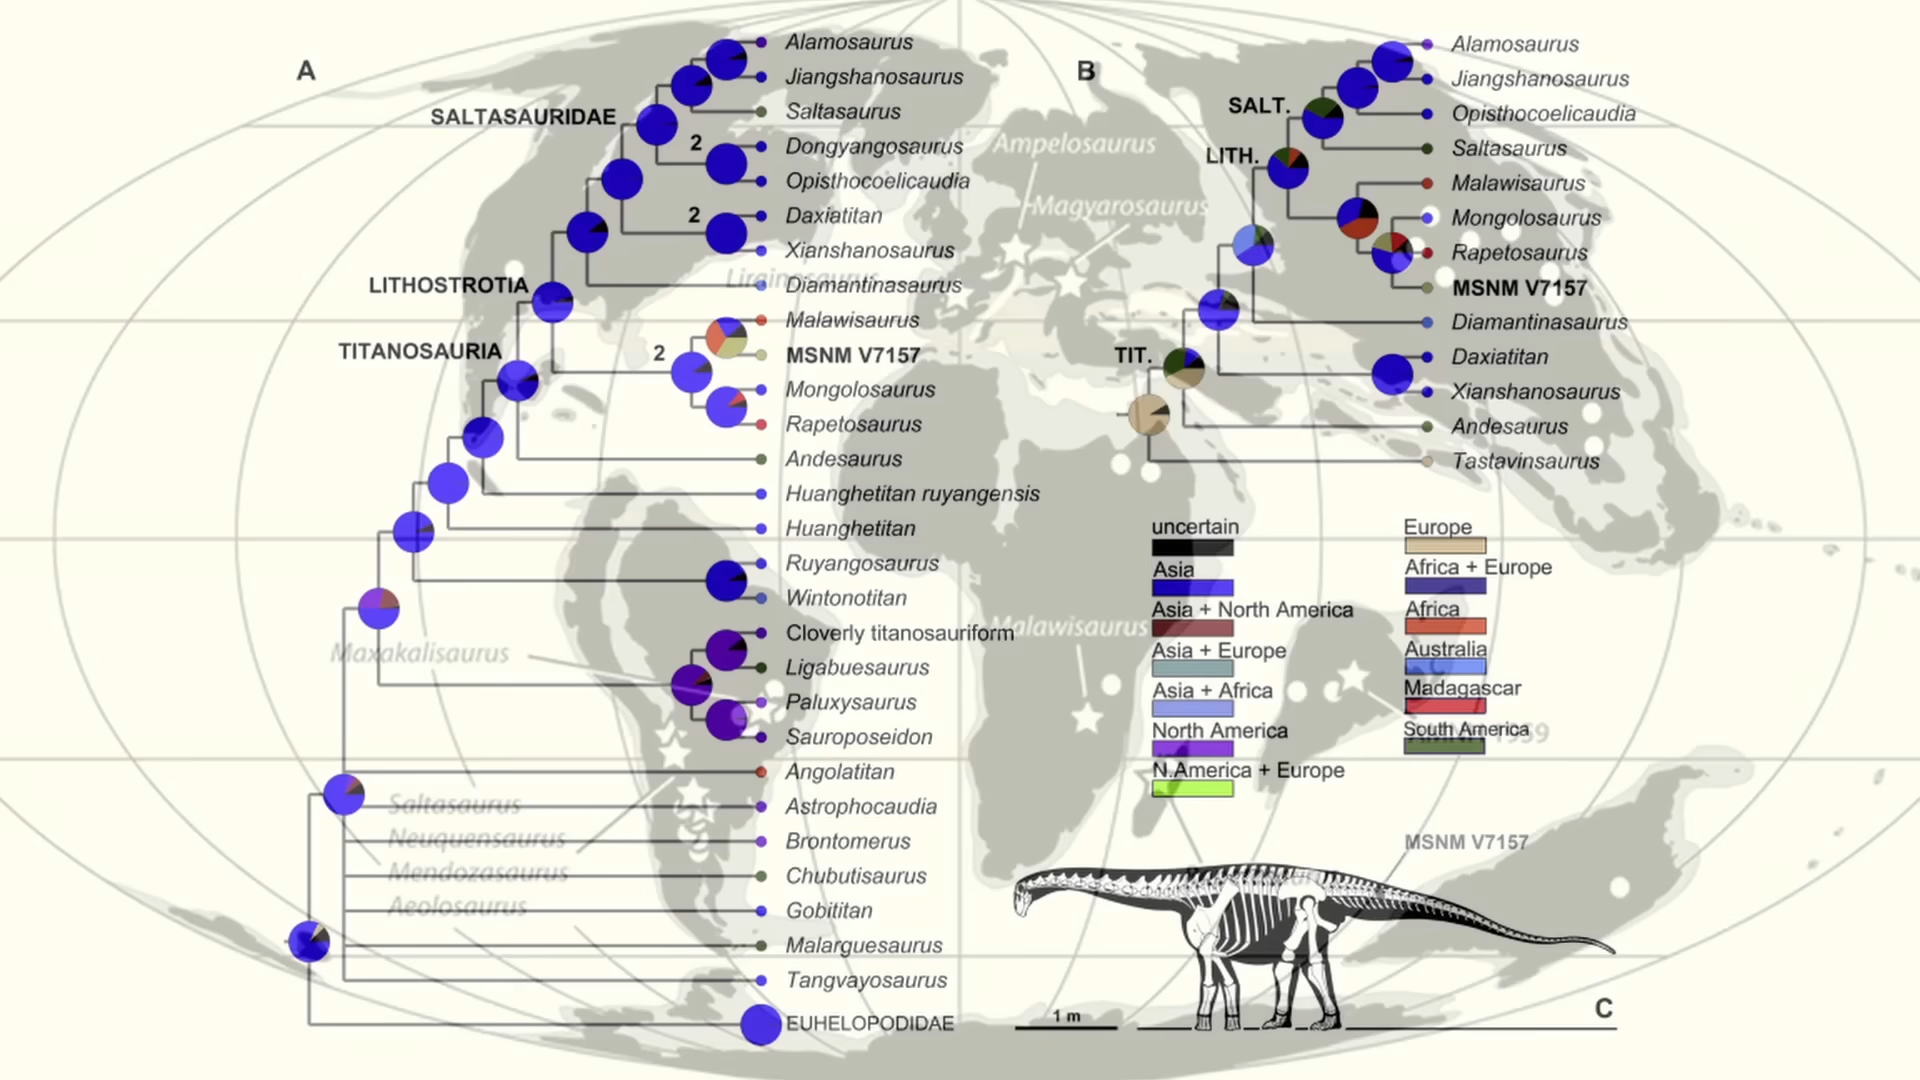 A
Alamosaurus
Jiangshanosaurus
Saltasaurus
SALTASAURIDAE
2
Dongyangosaurus
Opisthocoelicaudia
2
Daxiatitan
Xianshanosaurus
Lirainosaurus
Diamantinasaurus
LITHOSTROTIA
Malawisaurus
TITANOSAURIA
2
MSNM V7157
Mongolosaurus
Rapetosaurus
Andesaurus
Huanghetitan ruyangensis
Huanghetitan
Ruyangosaurus
Wintonotitan
Cloverly titanosauriform
Maxakalisaurus
Ligabuesaurus
Paluxysaurus
Sauroposeidon
Angolatitan
Saltasaurus
Astrophocaudia
Neuquensaurus
Brontomerus
Mendozasaurus
Chubutisaurus
Aeolosaurus
Gobititan
Malarguesaurus
Tangvayosaurus
EUHELOPODIDAE
Ampelosaurus
Magyarosaurus
Malawisaurus
B
Alamosaurus
Jiangshanosaurus
SALT.
Opisthocoelicaudia
Saltasaurus
LITH.
Malawisaurus
Mongolosaurus
Rapetosaurus
MSNM V7157
Diamantinasaurus
TIT.
Daxiatitan
Xianshanosaurus
Andesaurus
Tastavinsaurus
uncertain
Asia
Asia + North America
Asia + Europe
Asia + Africa
North America
N.America + Europe
Europe
Africa + Europe
Africa
Australia
Madagascar
South America
MSNM V7157
1 m
C